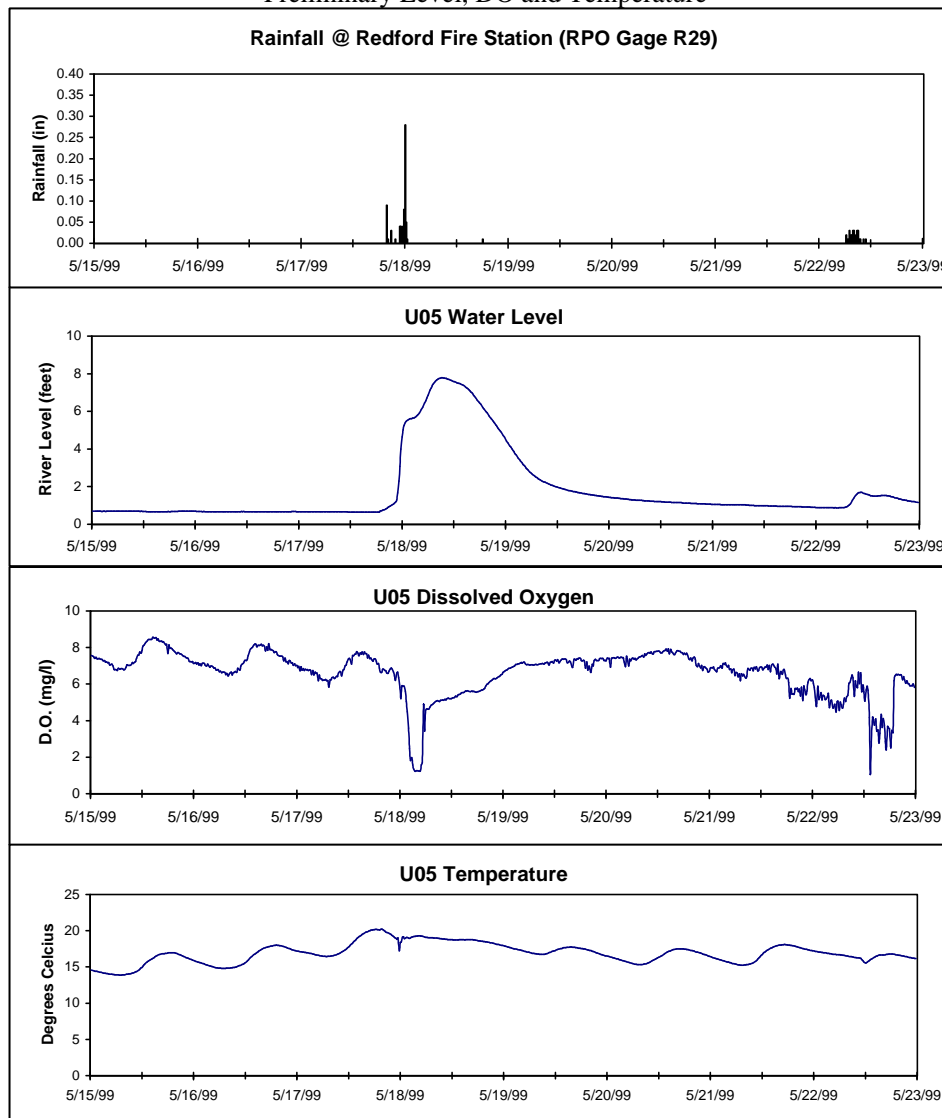 Preliminary Level, DO and Temperature
Rainfall @ Redford Fire Station (RPO Gage R29)
Rainfall (in)
0.40
0.35
0.30
0.25
0.20
0.15
0.10
0.05
0.00
5/15/99 5/16/99 5/17/99 5/18/99 5/19/99 5/20/99 5/21/99 5/22/99 5/23/99
U05 Water Level
River Level (feet)
10
8
6
4
2
0
5/15/99 5/16/99 5/17/99 5/18/99 5/19/99 5/20/99 5/21/99 5/22/99 5/23/99
U05 Dissolved Oxygen
D.O. (mg/l)
10
8
6
4
2
0
5/15/99 5/16/99 5/17/99 5/18/99 5/19/99 5/20/99 5/21/99 5/22/99 5/23/99
U05 Temperature
Degrees Celcius
25
20
15
10
5
0
5/15/99 5/16/99 5/17/99 5/18/99 5/19/99 5/20/99 5/21/99 5/22/99 5/23/99